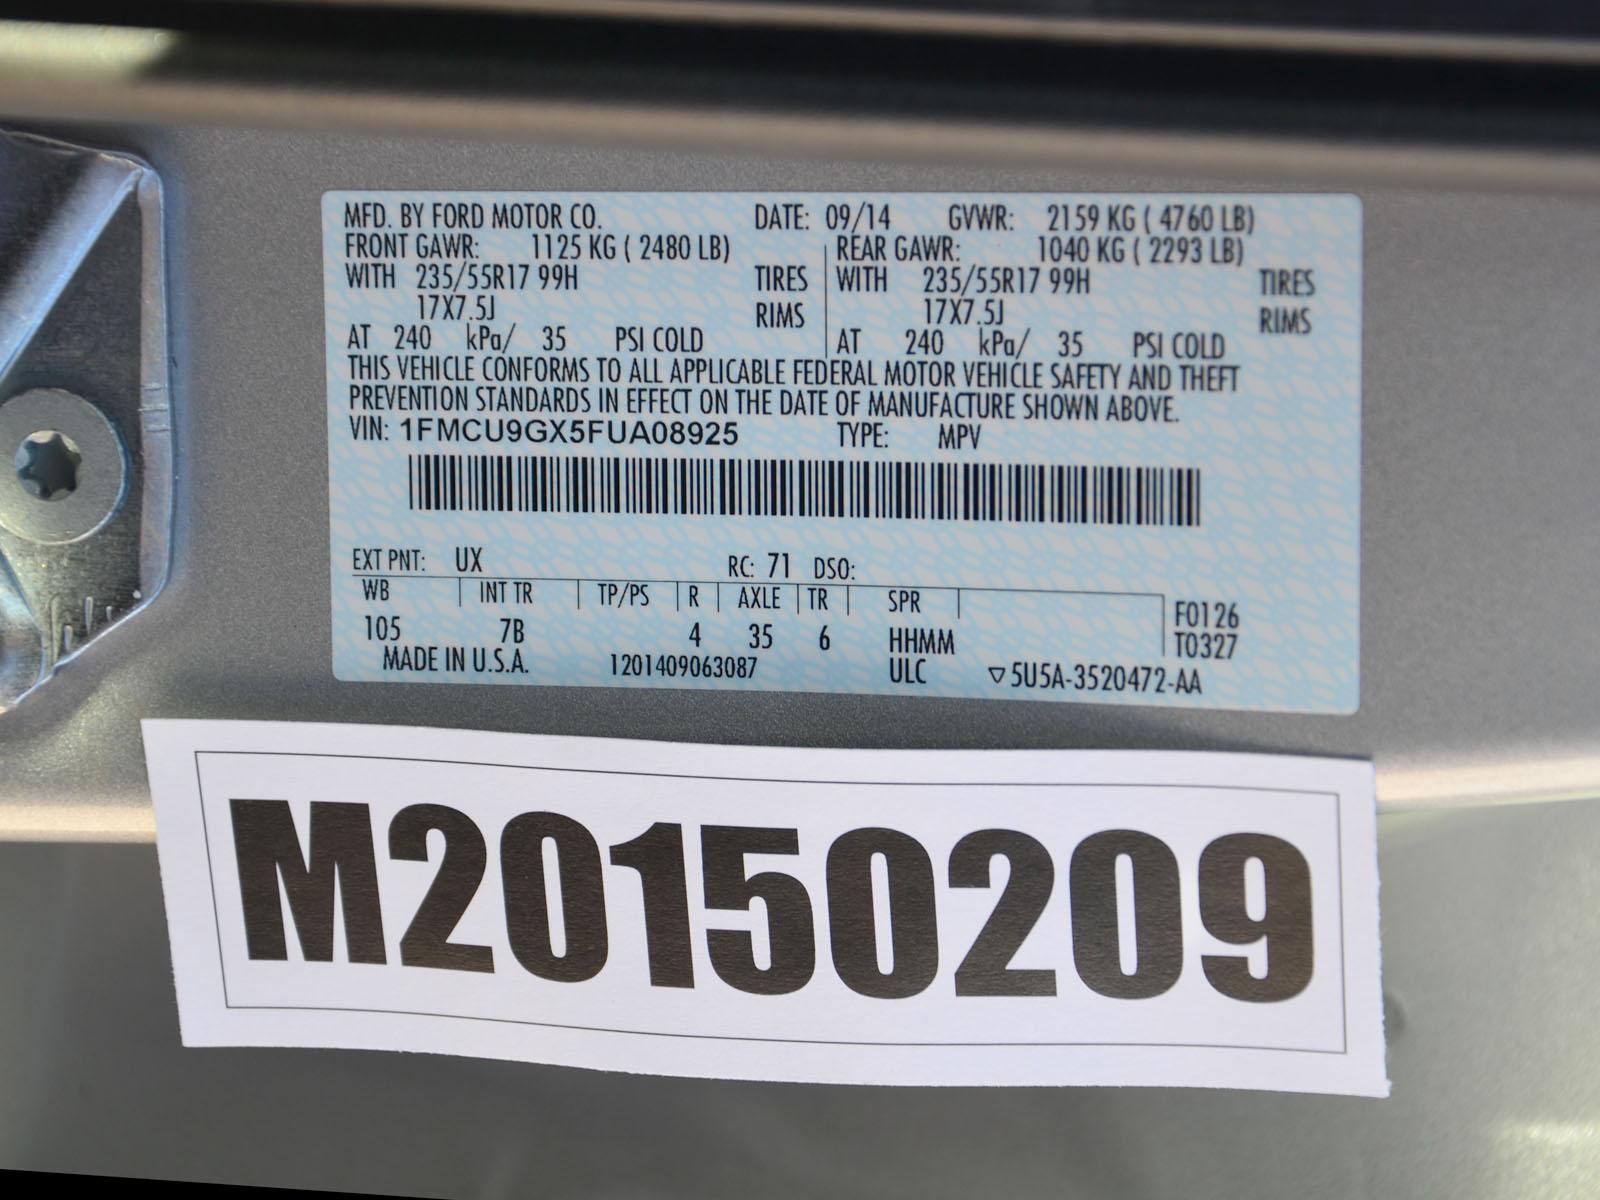 MFD. BY FORD MOTOR CO. DATE: 09/14 GVWR: 2159 KG ( 4760 LB)
FRONT GAWR: 1125 KG ( 2480 LB) REAR GAWR: 1040 KG ( 2293 LB)
WITH 235/55R17 99H TIRES WITH 235/55R17 99H TIRES
17X7.5J RIMS 17X7.5J RIMS
AT 240 kPa/ 35 PSI COLD AT 240 kPa/ 35 PSI COLD
THIS VEHICLE CONFORMS TO ALL APPLICABLE FEDERAL MOTOR VEHICLE SAFETY AND THEFT
PREVENTION STANDARDS IN EFFECT ON THE DATE OF MANUFACTURE SHOWN ABOVE.
VIN: 1FMCU9GX5FUA08925 TYPE: MPV
EXT PNT: UX RC: 71 DSO:
WB INT TR TP/PS R AXLE TR SPR F0126
105 7B 4 35 6 HHMM T0327
MADE IN U.S.A. 1201409063087 ULC ▽5U5A-3520472-AA
M20150209